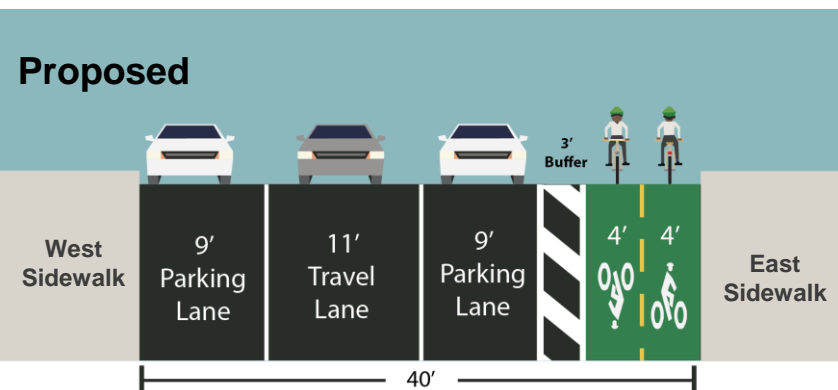 Proposed
3'
Buffer
West
Sidewalk
9'
Parking
Lane
11'
Travel
Lane
9'
Parking
Lane
4'
4'
East
Sidewalk
40'